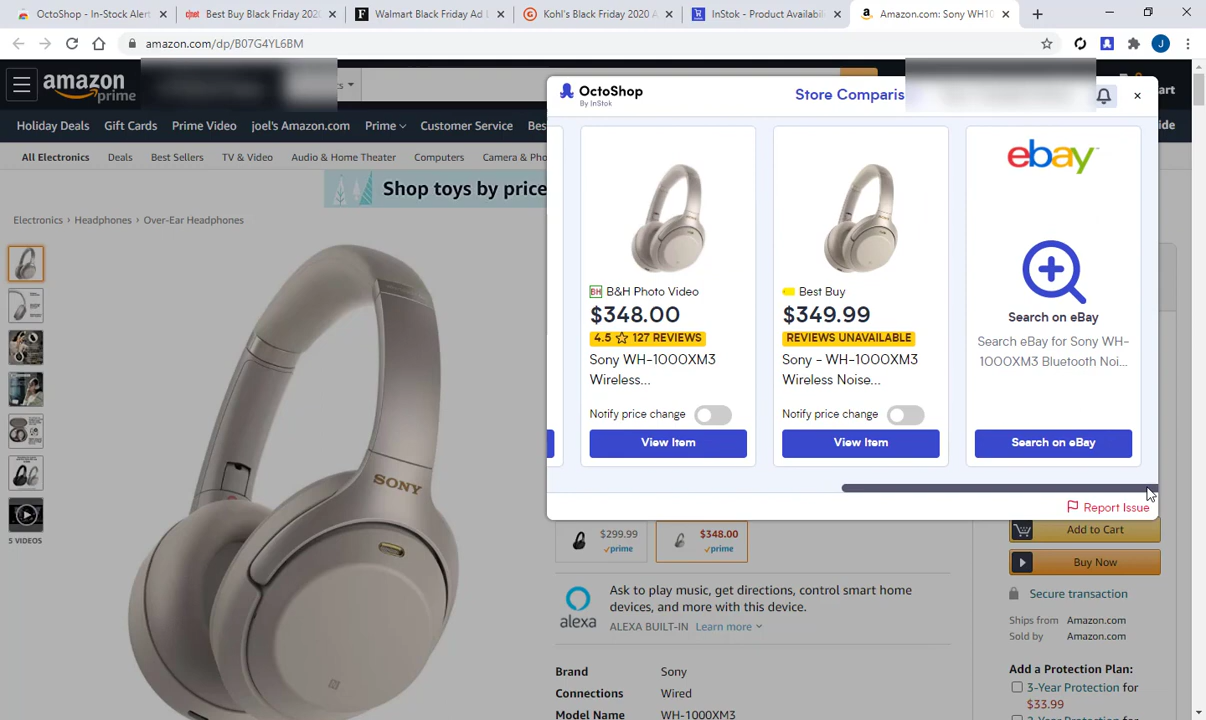 OctoShop - In-Stock Alert
Best Buy Black Friday 2020
Walmart Black Friday Ad L
Kohl's Black Friday 2020 A
InStok - Product Availabili
Amazon.com: Sony WH10
amazon.com/dp/B07G4YL6BM
J
amazon
prime
s
art
Holiday Deals
Gift Cards
Prime Video
joel's Amazon.com
Prime
Customer Service
Bes
ide
All Electronics
Deals
Best Sellers
TV & Video
Audio & Home Theater
Computers
Camera & Pho
Shop toys by price
Electronics › Headphones › Over-Ear Headphones
5 VIDEOS
SONY
OctoShop
By InStok
Store Comparis
B&H Photo Video
$348.00
4.5 127 REVIEWS
Sony WH-1000XM3
Wireless...
Notify price change
View Item
Best Buy
$349.99
REVIEWS UNAVAILABLE
Sony - WH-1000XM3
Wireless Noise...
Notify price change
View Item
ebay
Search on eBay
Search eBay for Sony WH-
1000XM3 Bluetooth Noi...
Search on eBay
Report Issue
$299.99
prime
$348.00
prime
alexa
Ask to play music, get directions, control smart home
devices, and more with this device.
ALEXA BUILT-IN Learn more
Brand Sony
Connections Wired
Model Name WH-1000XM3
Add to Cart
Buy Now
Secure transaction
Ships from Amazon.com
Sold by Amazon.com
Add a Protection Plan:
3-Year Protection for
$33.99